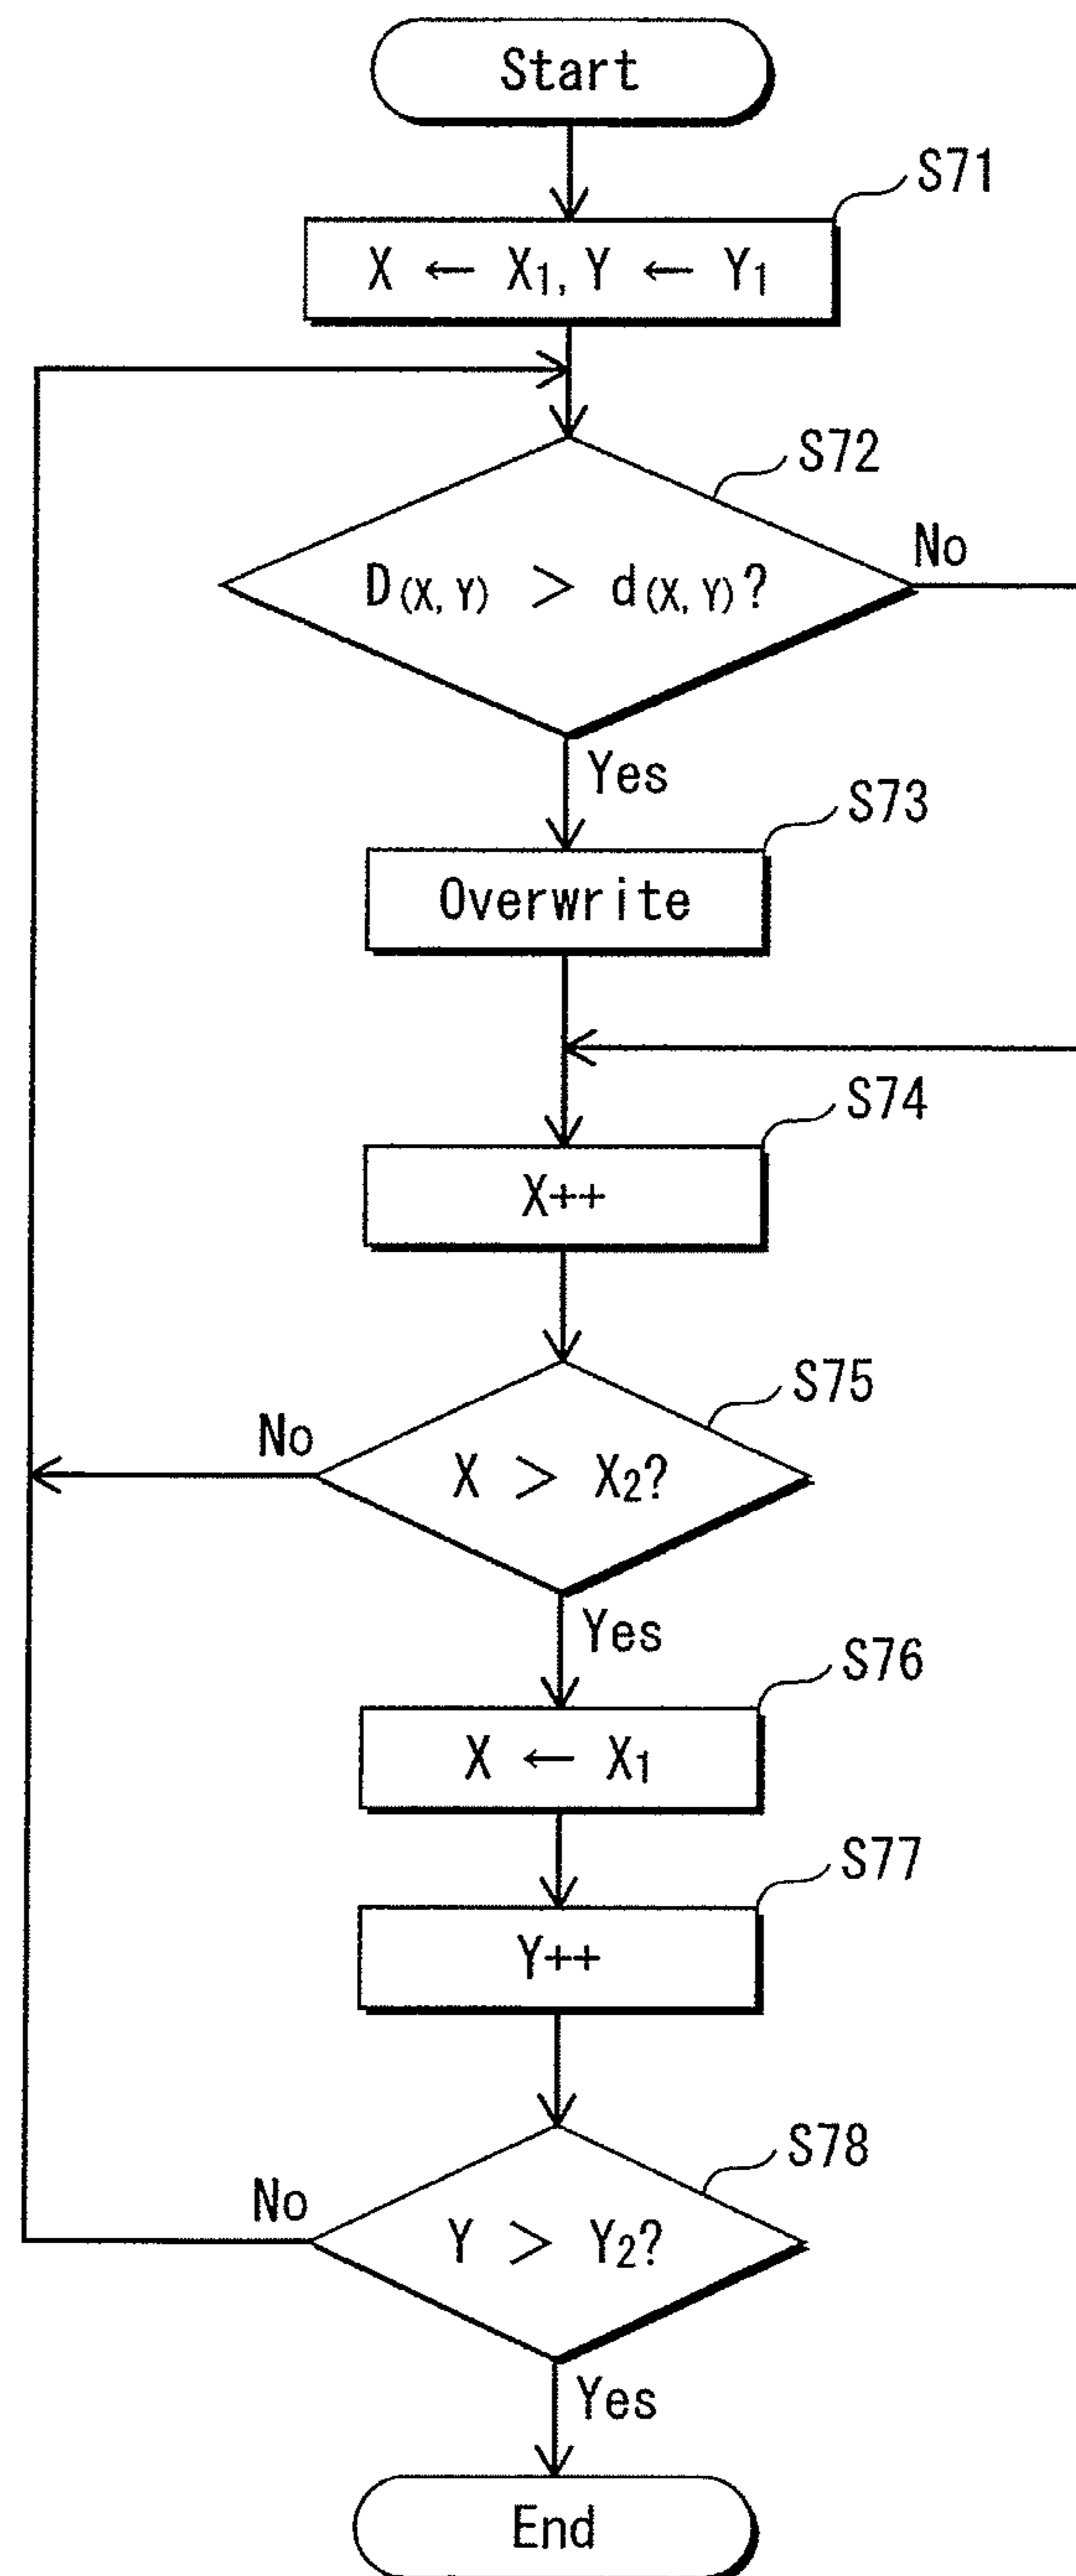 Start
S71
X ← X₁, Y ← Y₁
S72
D(X, Y) > d(X, Y)?
No
Yes
S73
Overwrite
S74
X++
S75
X > X₂?
No
Yes
S76
X ← X₁
S77
Y++
S78
Y > Y₂?
No
Yes
End